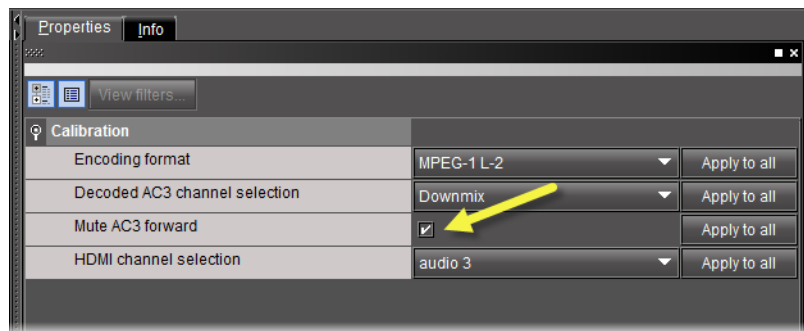 Properties Info
View filters...
Calibration
Encoding format MPEG-1 L-2 Apply to all
Decoded AC3 channel selection Downmix Apply to all
Mute AC3 forward Apply to all
HDMI channel selection audio 3 Apply to all